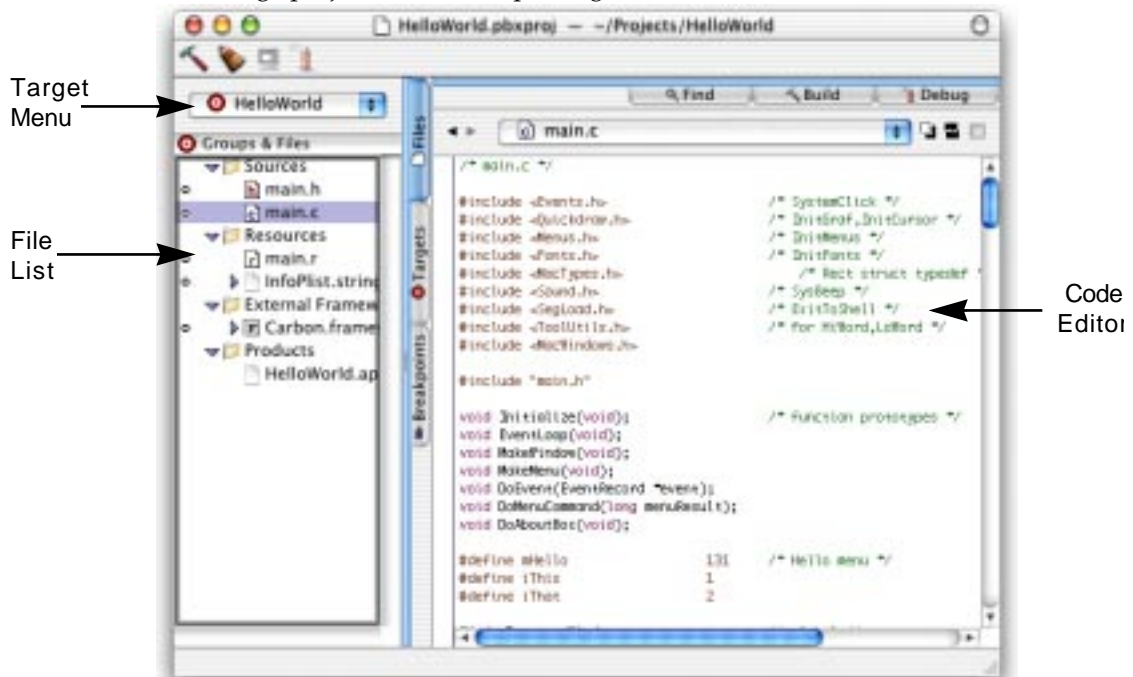 HelloWorld.pbxproj — ~/Projects/HelloWorld
Target
Menu
HelloWorld
Find
Build
Debug
Files
main.c
Groups & Files
Sources
main.h
main.c
Resources
main.r
InfoPlist.string
External Framew
Carbon.frame
Products
HelloWorld.ap
Targets
Breakpoints
File
List
Code
Editor
/* main.c */
#include <Events.h> /* SystemClick */
#include <Quickdraw.h> /* InitGraf,InitCursor */
#include <Menus.h> /* InitMenus */
#include <Fonts.h> /* InitFonts */
#include <MacTypes.h> /* Rect struct typedef
#include <Sound.h> /* SysBeep */
#include <SegLoad.h> /* ExitToShell */
#include <ToolUtils.h> /* for HiWord,LoWord */
#include <MacWindows.h>
#include "main.h"
void Initialize(void); /* function prototypes */
void EventLoop(void);
void MakeWindow(void);
void MakeMenu(void);
void DoEvent(EventRecord *event);
void DoMenuCommand(long menuResult);
void DoAboutBox(void);
#define mHello 131 /* Hello menu */
#define iThis 1
#define iThat 2